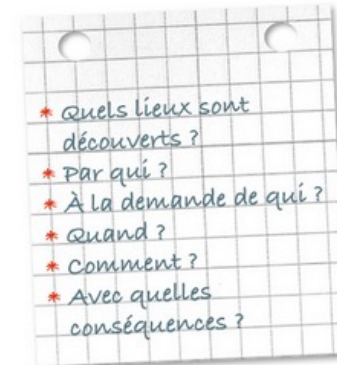 * Quels lieux sont
découverts ?
* Par qui ?
* À la demande de qui ?
* Quand ?
* Comment ?
* Avec quelles
conséquences ?